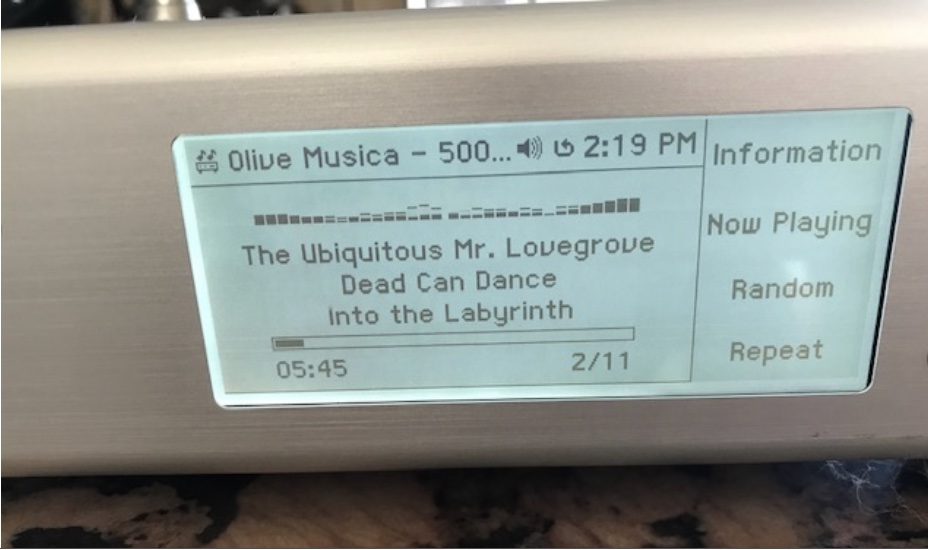 Olive Musica - 500... 2:19 PM
The Ubiquitous Mr. Lovegrove
Dead Can Dance
Into the Labyrinth
05:45 2/11
Information
Now Playing
Random
Repeat